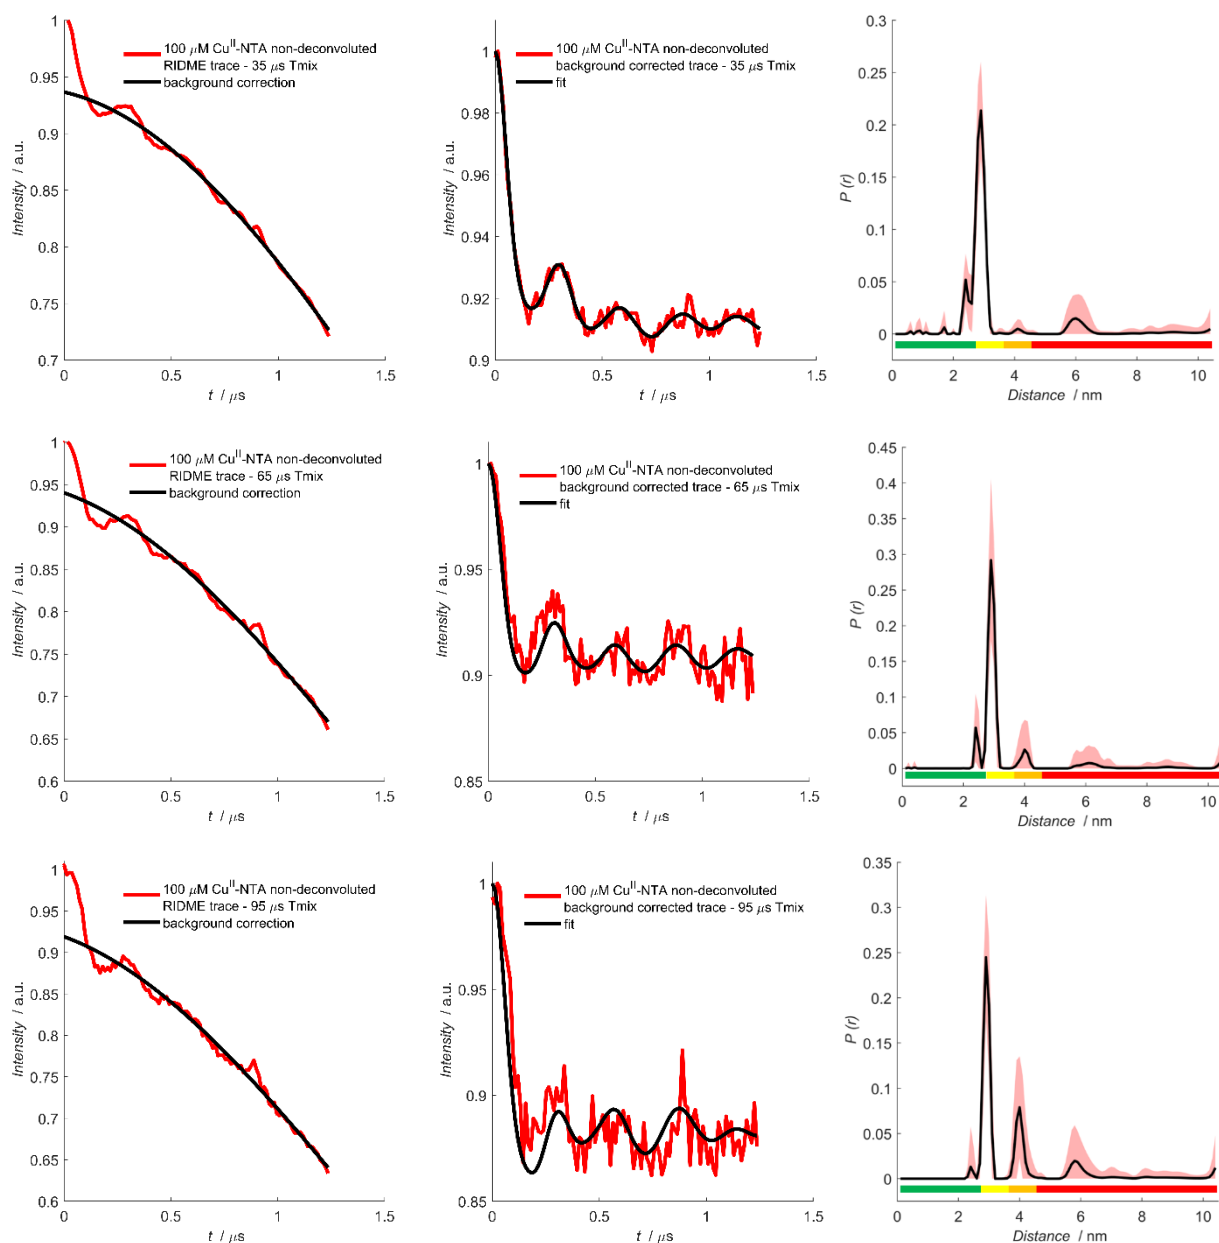 1
0.95
0.9
0.85
0.8
0.75
0.7
0 0.5 1 1.5
t / μs
Intensity / a.u.
100 μM Cu^II-NTA non-deconvoluted
RIDME trace - 35 μs Tmix
background correction
1
0.98
0.96
0.94
0.92
0.9
0 0.5 1 1.5
t / μs
Intensity / a.u.
100 μM Cu^II-NTA non-deconvoluted
background corrected trace - 35 μs Tmix
fit
0.3
0.25
0.2
0.15
0.1
0.05
0
0 2 4 6 8 10
Distance / nm
P (r)
1
0.95
0.9
0.85
0.8
0.75
0.7
0.65
0.6
0 0.5 1 1.5
t / μs
Intensity / a.u.
100 μM Cu^II-NTA non-deconvoluted
RIDME trace - 65 μs Tmix
background correction
1
0.95
0.9
0.85
0 0.5 1 1.5
t / μs
Intensity / a.u.
100 μM Cu^II-NTA non-deconvoluted
background corrected trace - 65 μs Tmix
fit
0.45
0.4
0.35
0.3
0.25
0.2
0.15
0.1
0.05
0
0 2 4 6 8 10
Distance / nm
P (r)
1
0.95
0.9
0.85
0.8
0.75
0.7
0.65
0.6
0 0.5 1 1.5
t / μs
Intensity / a.u.
100 μM Cu^II-NTA non-deconvoluted
RIDME trace - 95 μs Tmix
background correction
1
0.95
0.9
0.85
0 0.5 1 1.5
t / μs
Intensity / a.u.
100 μM Cu^II-NTA non-deconvoluted
background corrected trace - 95 μs Tmix
fit
0.35
0.3
0.25
0.2
0.15
0.1
0.05
0
0 2 4 6 8 10
Distance / nm
P (r)